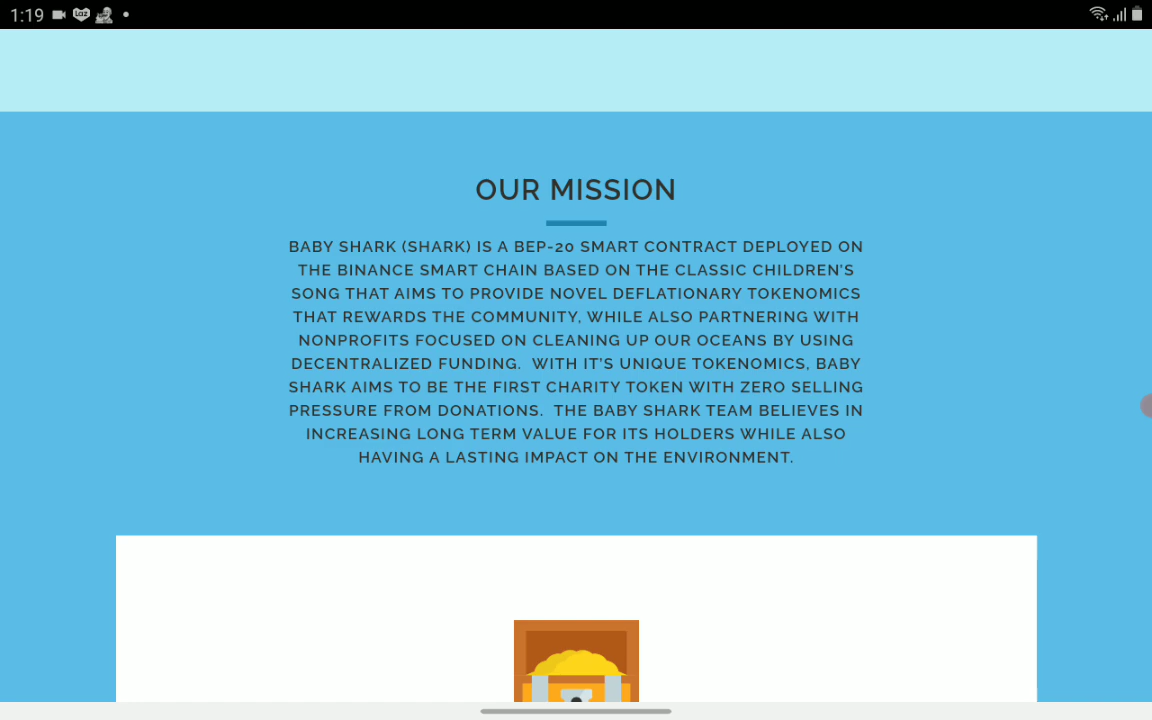 1:19
Laz
OUR MISSION
BABY SHARK (SHARK) IS A BEP-20 SMART CONTRACT DEPLOYED ON
THE BINANCE SMART CHAIN BASED ON THE CLASSIC CHILDREN'S
SONG THAT AIMS TO PROVIDE NOVEL DEFLATIONARY TOKENOMICS
THAT REWARDS THE COMMUNITY, WHILE ALSO PARTNERING WITH
NONPROFITS FOCUSED ON CLEANING UP OUR OCEANS BY USING
DECENTRALIZED FUNDING.  WITH IT'S UNIQUE TOKENOMICS, BABY
SHARK AIMS TO BE THE FIRST CHARITY TOKEN WITH ZERO SELLING
PRESSURE FROM DONATIONS.  THE BABY SHARK TEAM BELIEVES IN
INCREASING LONG TERM VALUE FOR ITS HOLDERS WHILE ALSO
HAVING A LASTING IMPACT ON THE ENVIRONMENT.